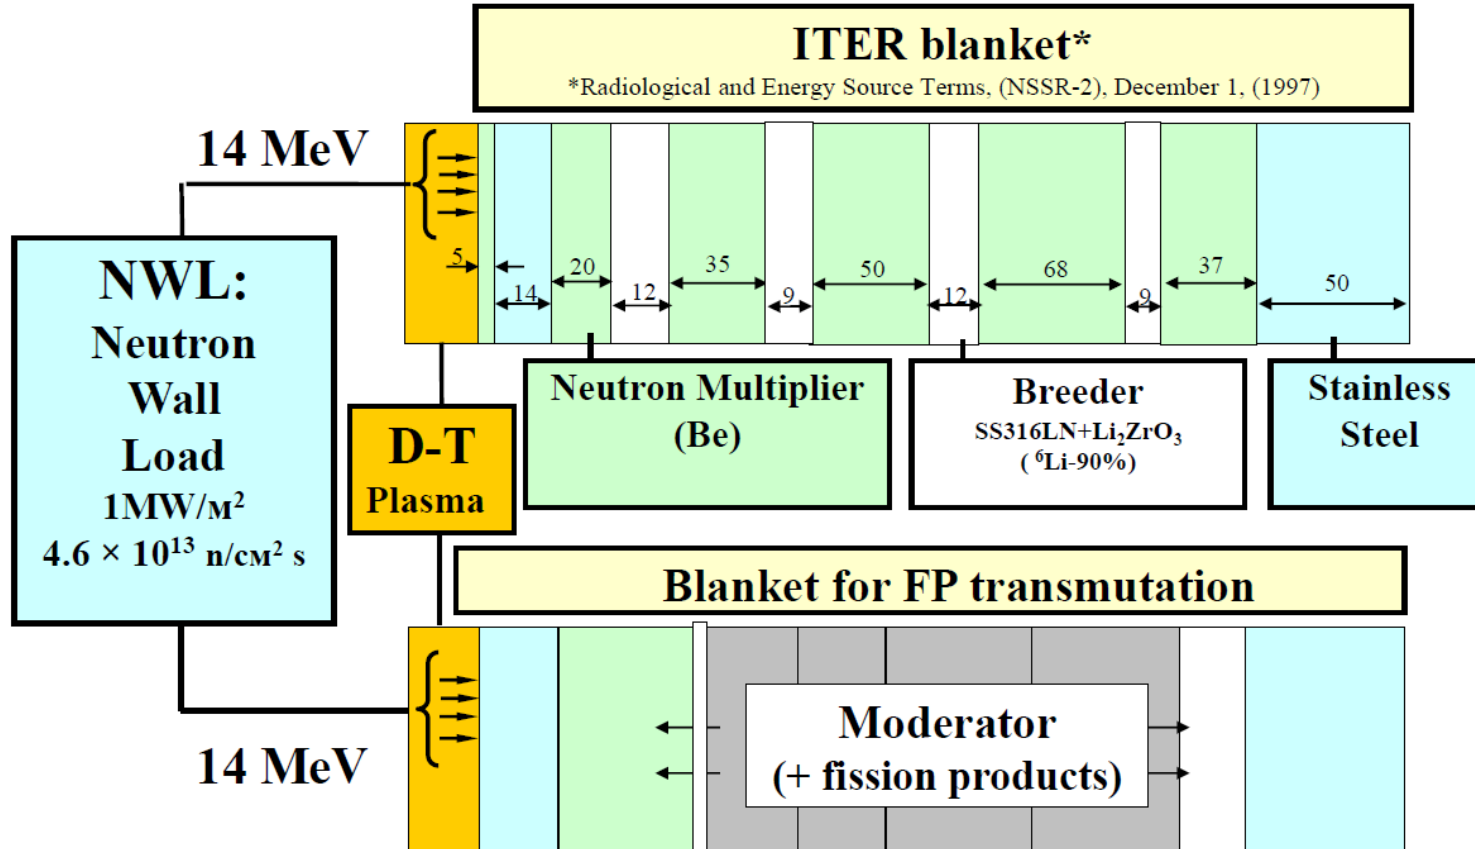 ITER blanket*
*Radiological and Energy Source Terms, (NSSR-2), December 1, (1997)
14 MeV
5
14
20
12
35
9
50
12
68
9
37
50
NWL:
Neutron
Wall
Load
1MW/м²
4.6 × 10¹³ n/cм² s
D-T
Plasma
Neutron Multiplier
(Be)
Breeder
SS316LN+Li₂ZrO₃
( ⁶Li-90%)
Stainless
Steel
Blanket for FP transmutation
14 MeV
Moderator
(+ fission products)